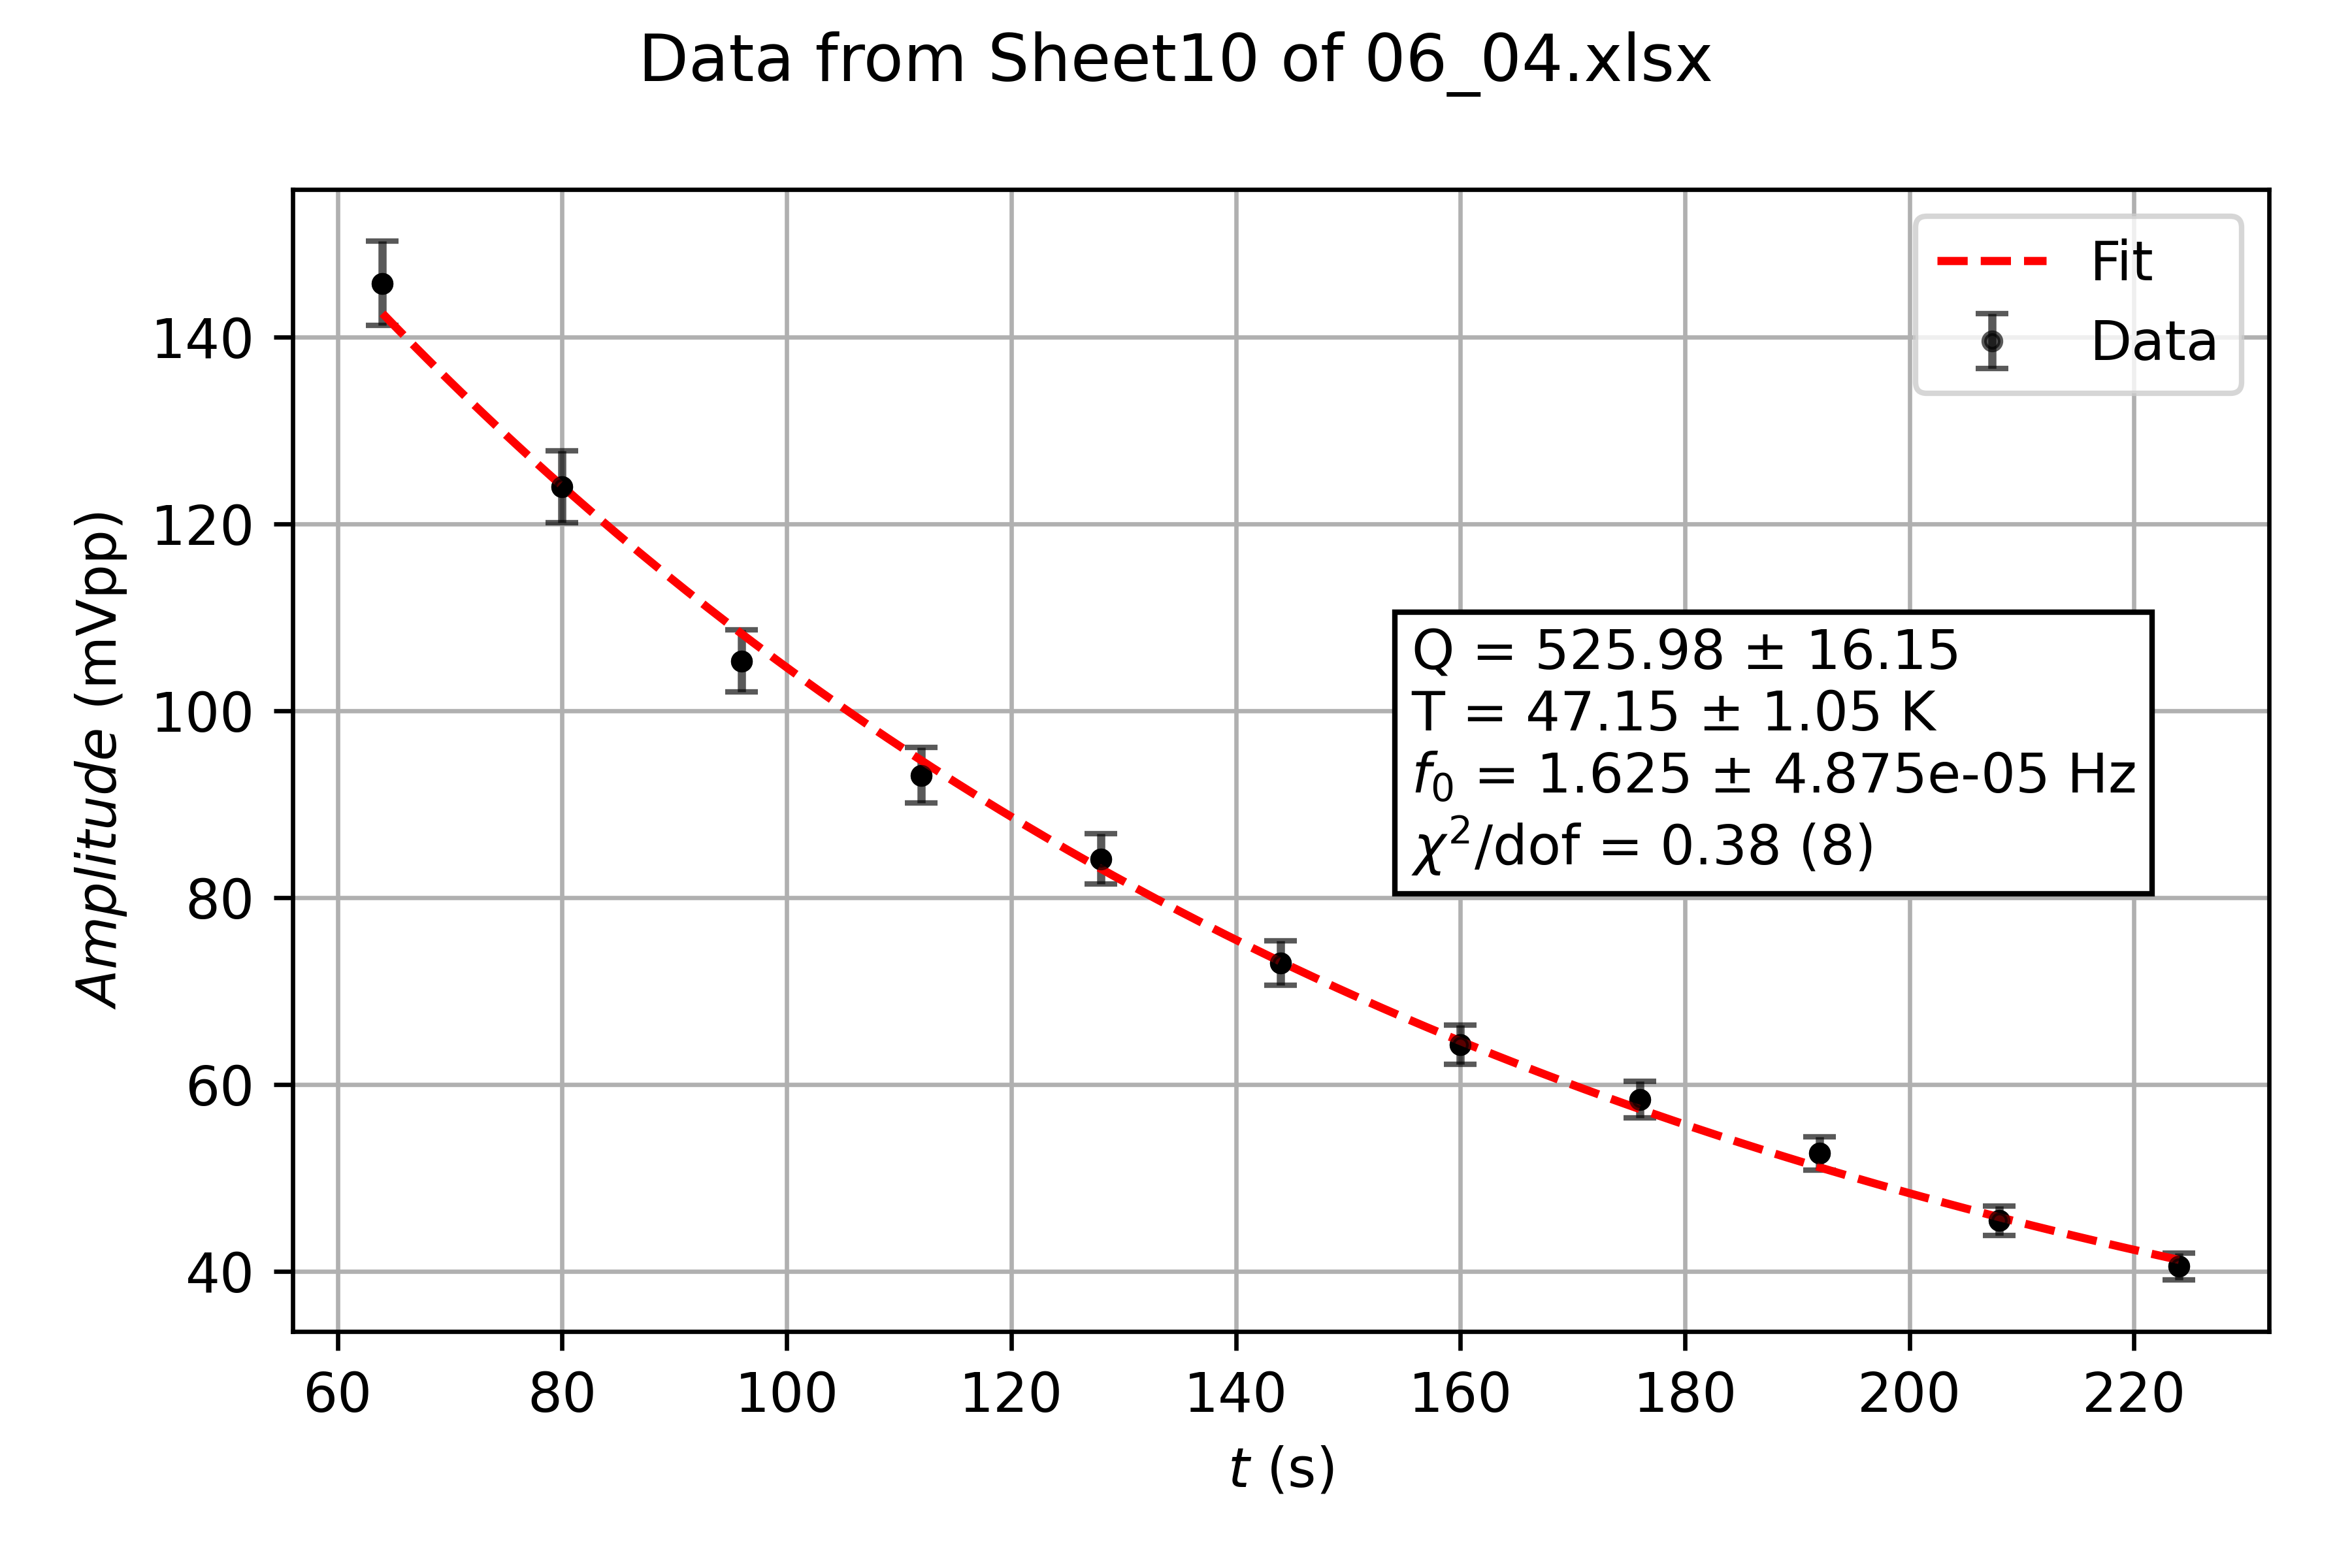 Data from Sheet10 of 06_04.xlsx
Fit
Data
Q = 525.98 ± 16.15
T = 47.15 ± 1.05 K
f₀ = 1.625 ± 4.875e-05 Hz
χ²/dof = 0.38 (8)
Amplitude (mVpp)
140
120
100
80
60
40
60 80 100 120 140 160 180 200 220
t (s)